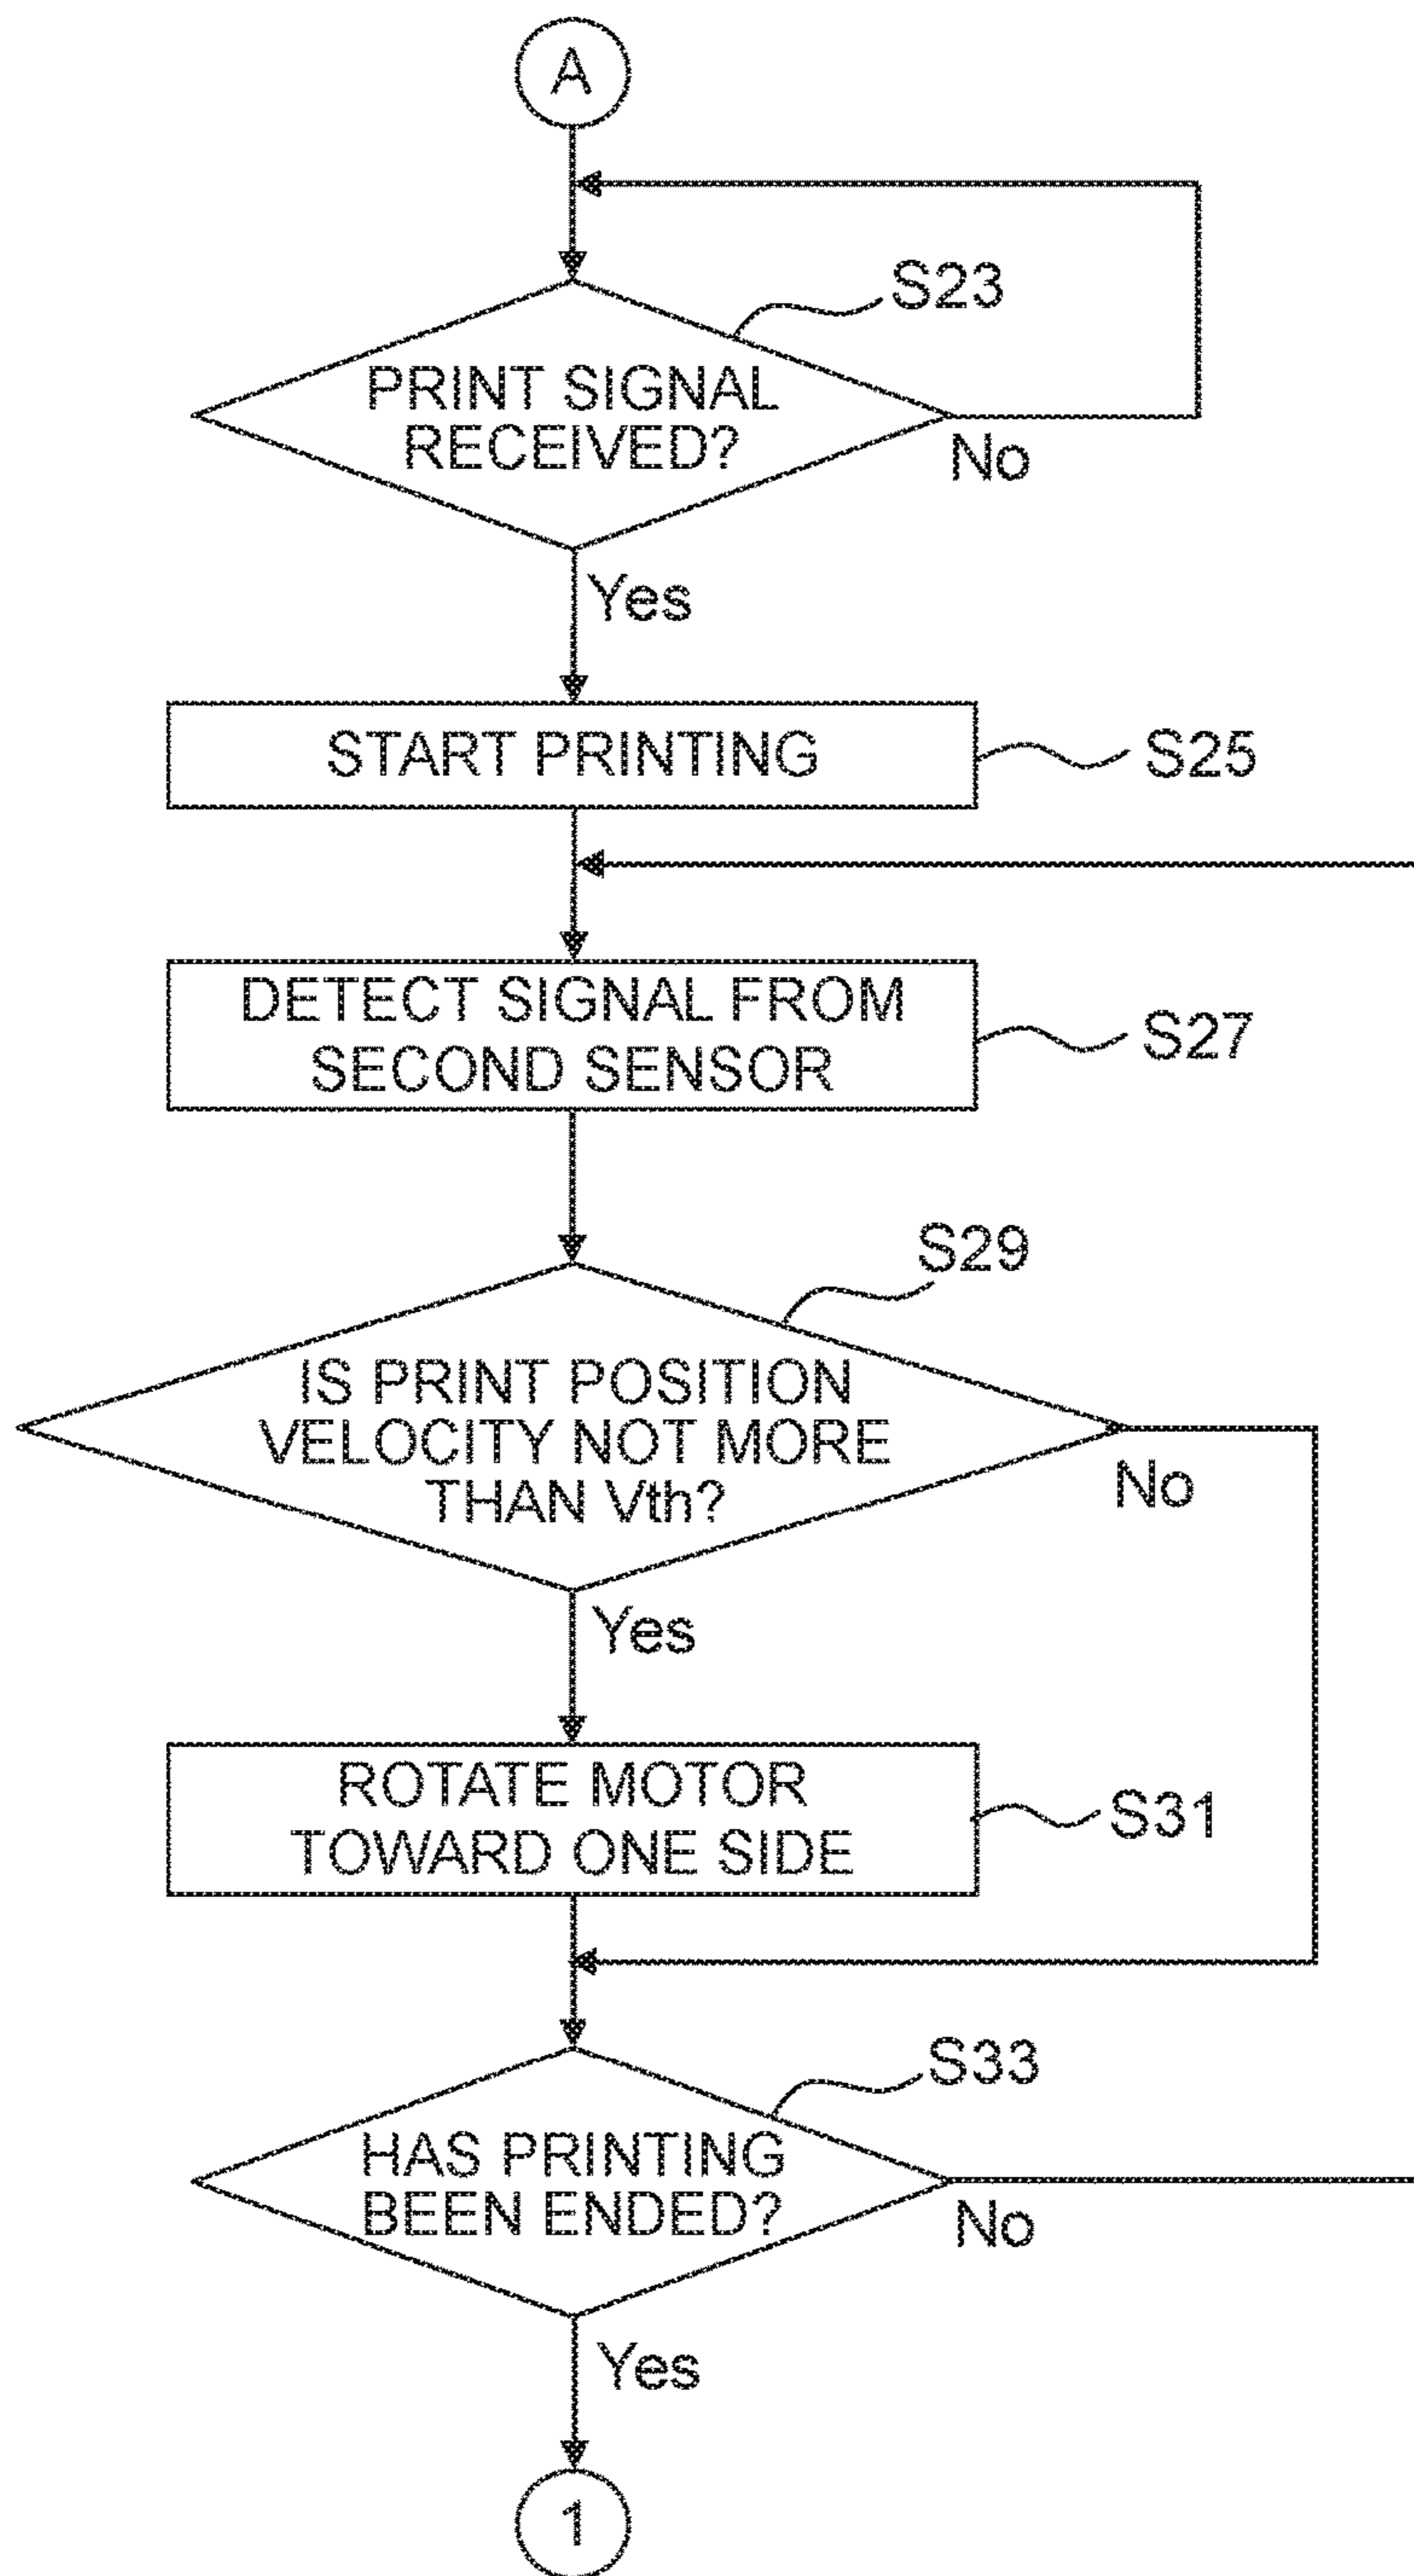 A
S23
PRINT SIGNAL
RECEIVED?
No
Yes
START PRINTING
S25
DETECT SIGNAL FROM
SECOND SENSOR
S27
S29
IS PRINT POSITION
VELOCITY NOT MORE
THAN Vth?
No
Yes
ROTATE MOTOR
TOWARD ONE SIDE
S31
S33
HAS PRINTING
BEEN ENDED?
No
Yes
1